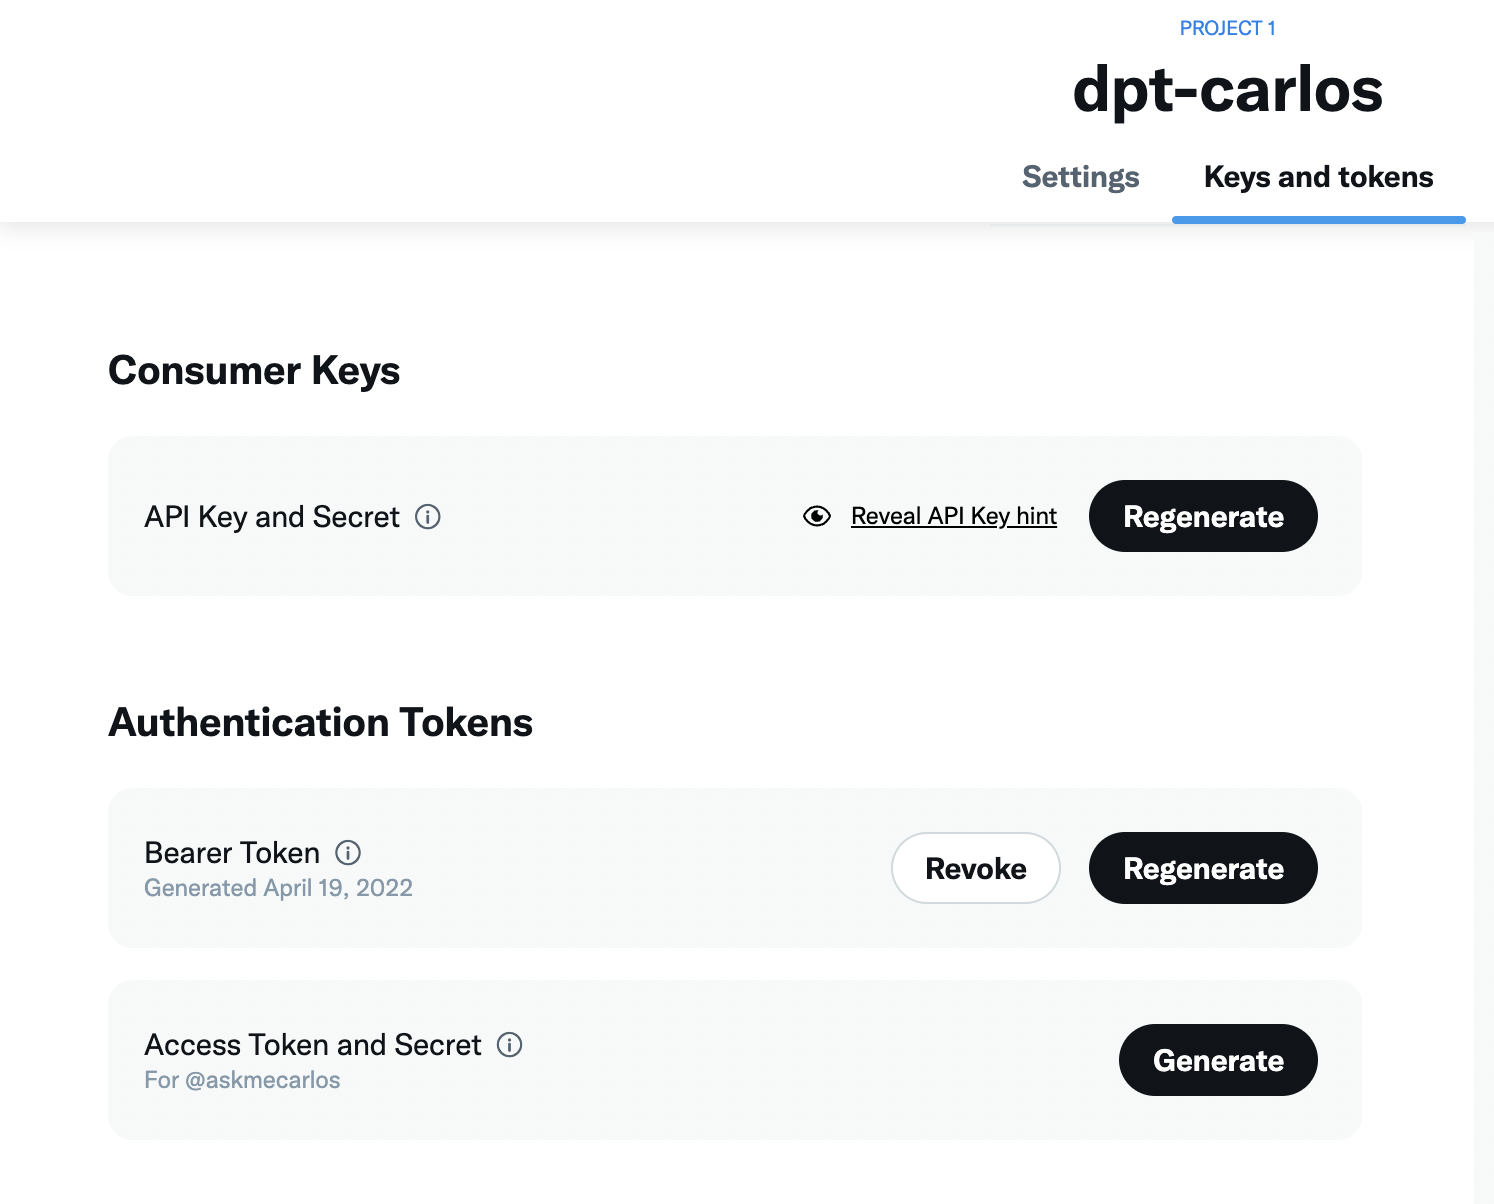 PROJECT 1
dpt-carlos
Settings
Keys and tokens
Consumer Keys
API Key and Secret
Reveal API Key hint
Regenerate
Authentication Tokens
Bearer Token
Generated April 19, 2022
Revoke
Regenerate
Access Token and Secret
For @askmecarlos
Generate